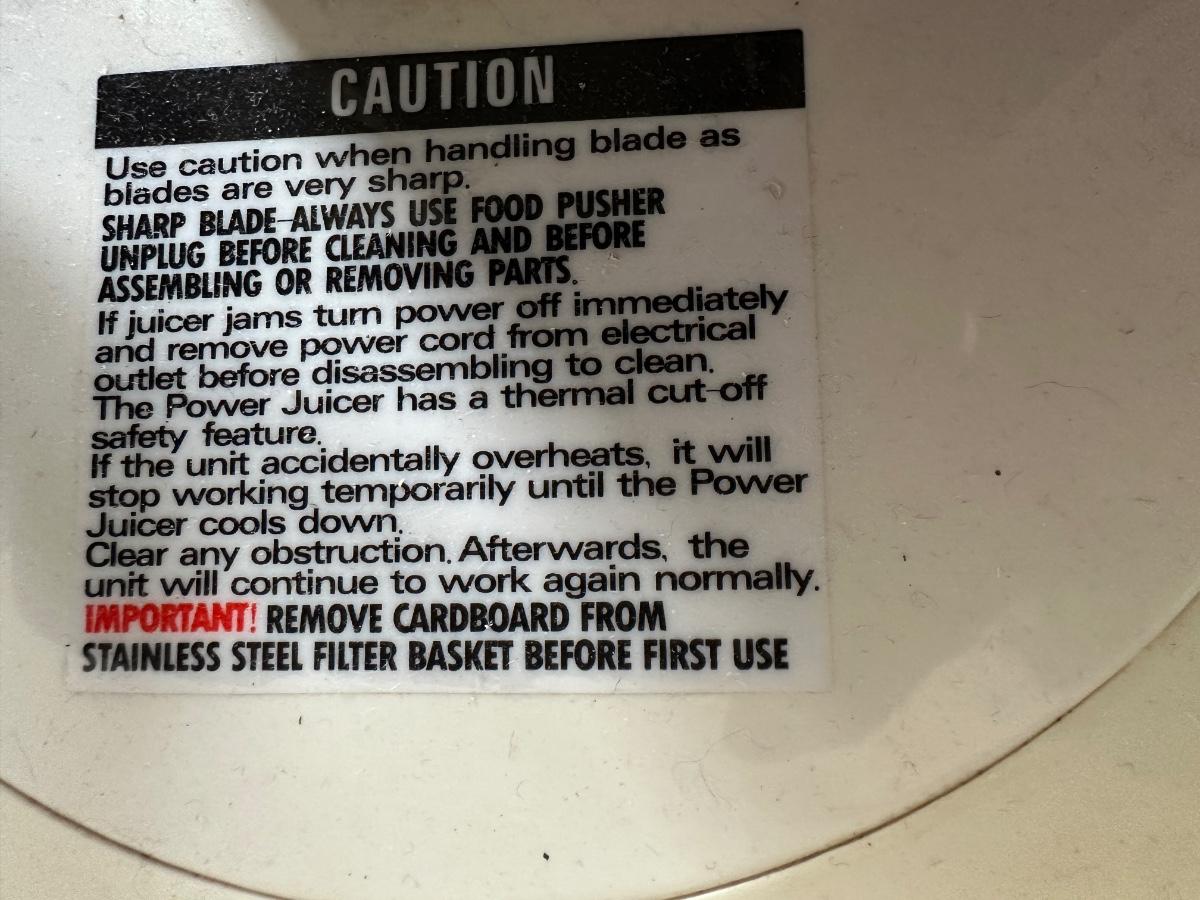 CAUTION
Use caution when handling blade as
blades are very sharp.
SHARP BLADE-ALWAYS USE FOOD PUSHER
UNPLUG BEFORE CLEANING AND BEFORE
ASSEMBLING OR REMOVING PARTS.
If juicer jams turn power off immediately
and remove power cord from electrical
outlet before disassembling to clean.
The Power Juicer has a thermal cut-off
safety feature.
If the unit accidentally overheats, it will
stop working temporarily until the Power
Juicer cools down.
Clear any obstruction. Afterwards, the
unit will continue to work again normally.
IMPORTANT! REMOVE CARDBOARD FROM
STAINLESS STEEL FILTER BASKET BEFORE FIRST USE